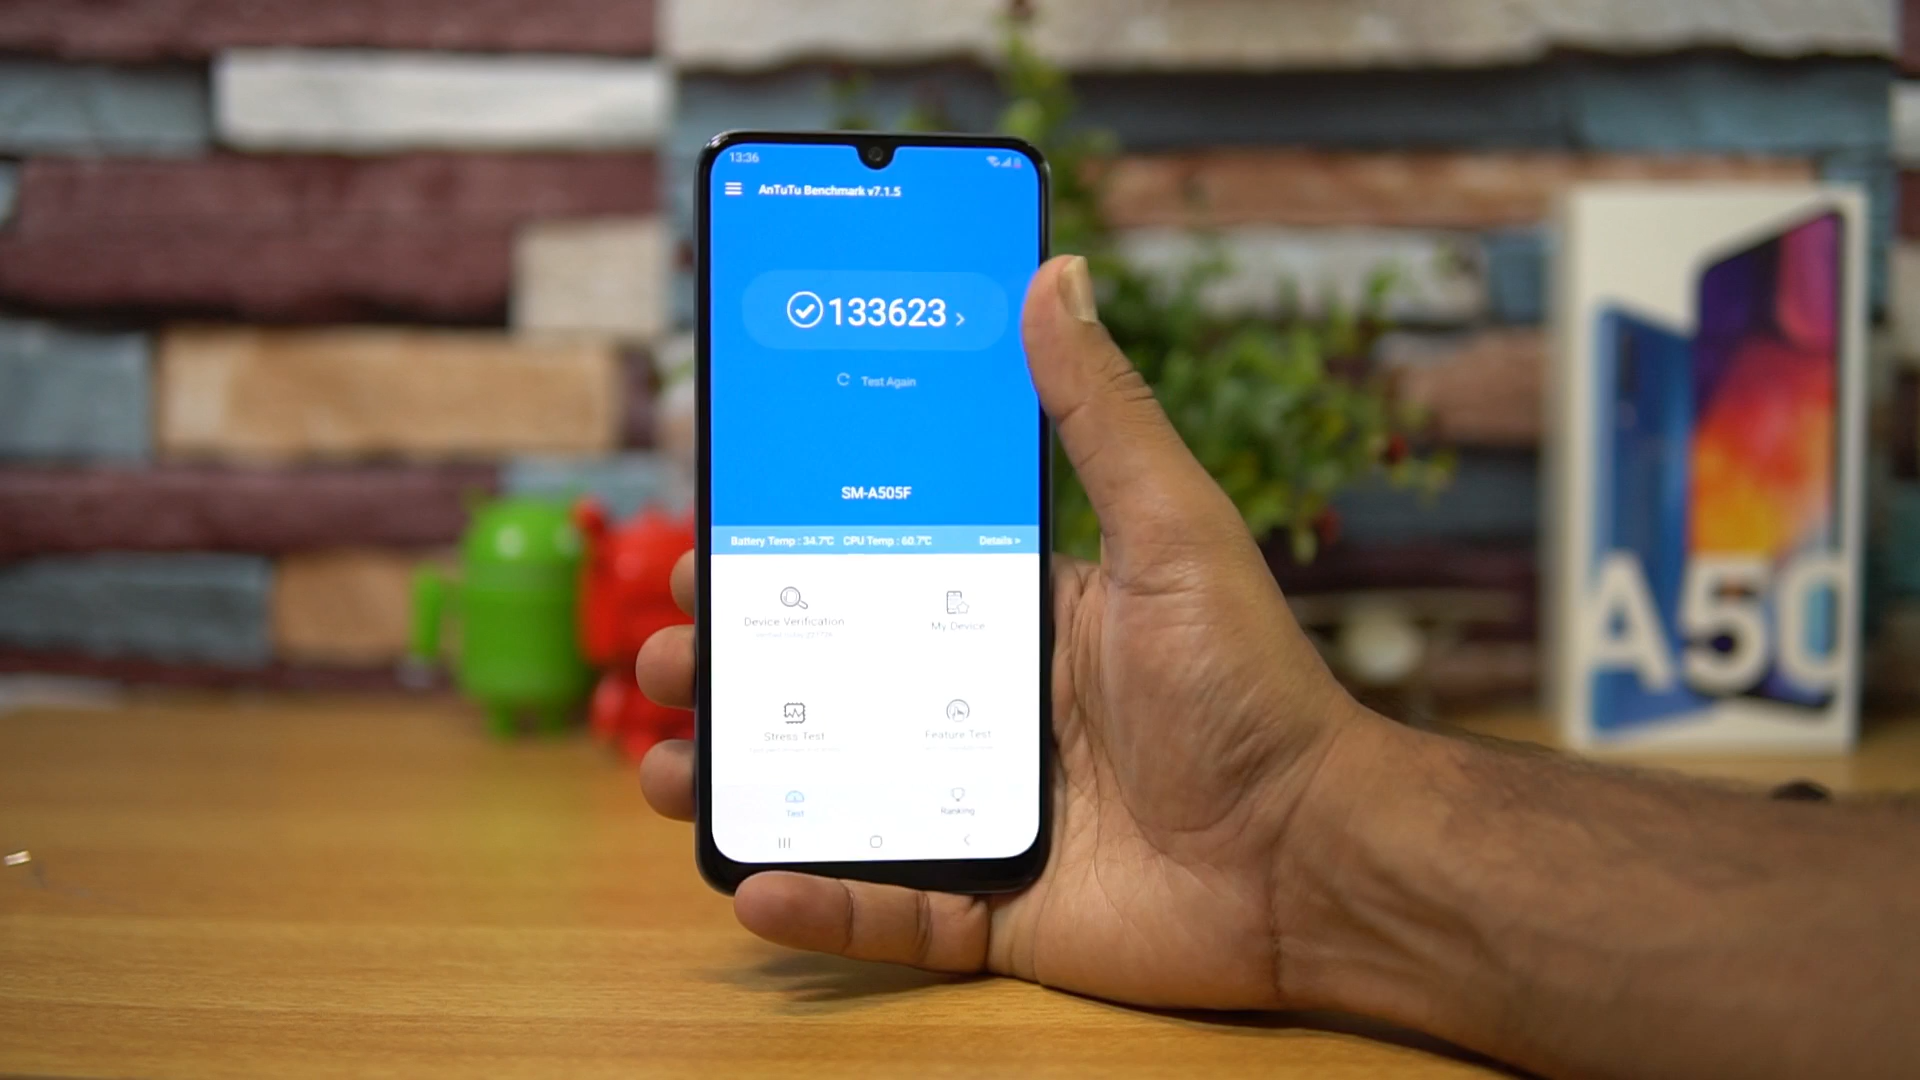 13:36
AnTuTu Benchmark v7.1.5
133623 >
Test Again
SM-A505F
Battery Temp : 34.7℃ CPU Temp : 60.7℃ Details >
Device Verification
My Device
Stress Test
Feature Test
Test
Ranking
A50